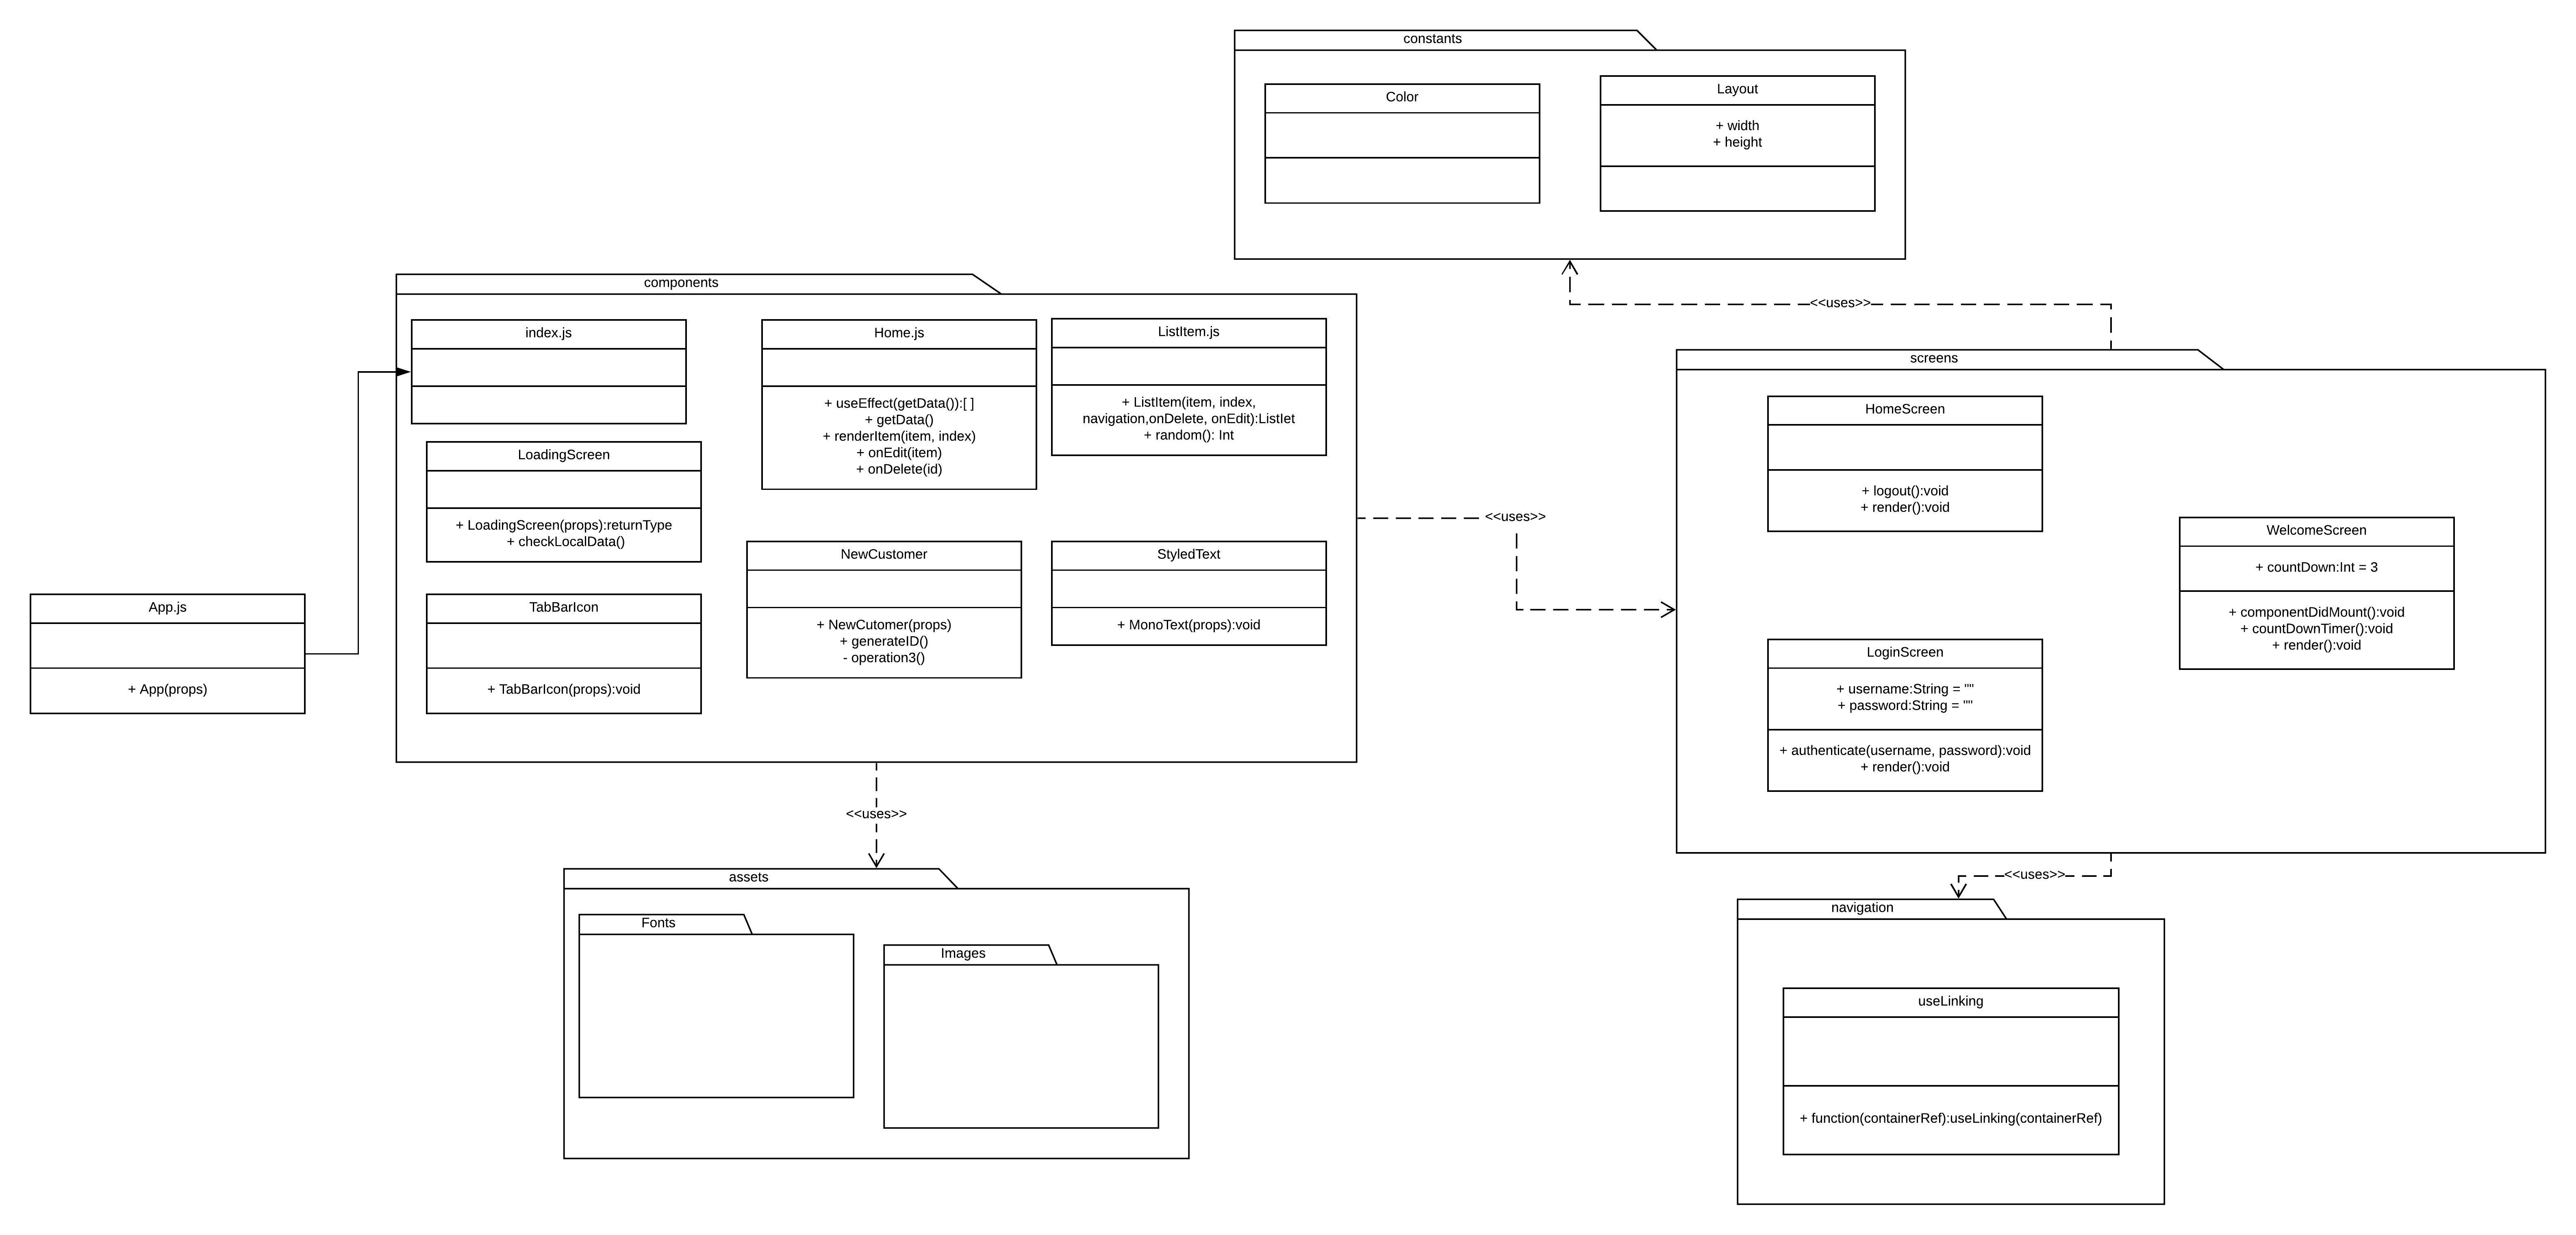 constants
Color
Layout
+ width
+ height
<<uses>>
components
index.js
Home.js
+ useEffect(getData()):[ ]
+ getData()
+ renderItem(item, index)
+ onEdit(item)
+ onDelete(id)
ListItem.js
+ ListItem(item, index,
navigation,onDelete, onEdit):ListIet
+ random(): Int
LoadingScreen
+ LoadingScreen(props):returnType
+ checkLocalData()
NewCustomer
+ NewCutomer(props)
+ generateID()
- operation3()
StyledText
+ MonoText(props):void
TabBarIcon
+ TabBarIcon(props):void
App.js
+ App(props)
<<uses>>
screens
HomeScreen
+ logout():void
+ render():void
WelcomeScreen
+ countDown:Int = 3
+ componentDidMount():void
+ countDownTimer():void
+ render():void
LoginScreen
+ username:String = ""
+ password:String = ""
+ authenticate(username, password):void
+ render():void
<<uses>>
assets
Fonts
Images
<<uses>>
navigation
useLinking
+ function(containerRef):useLinking(containerRef)